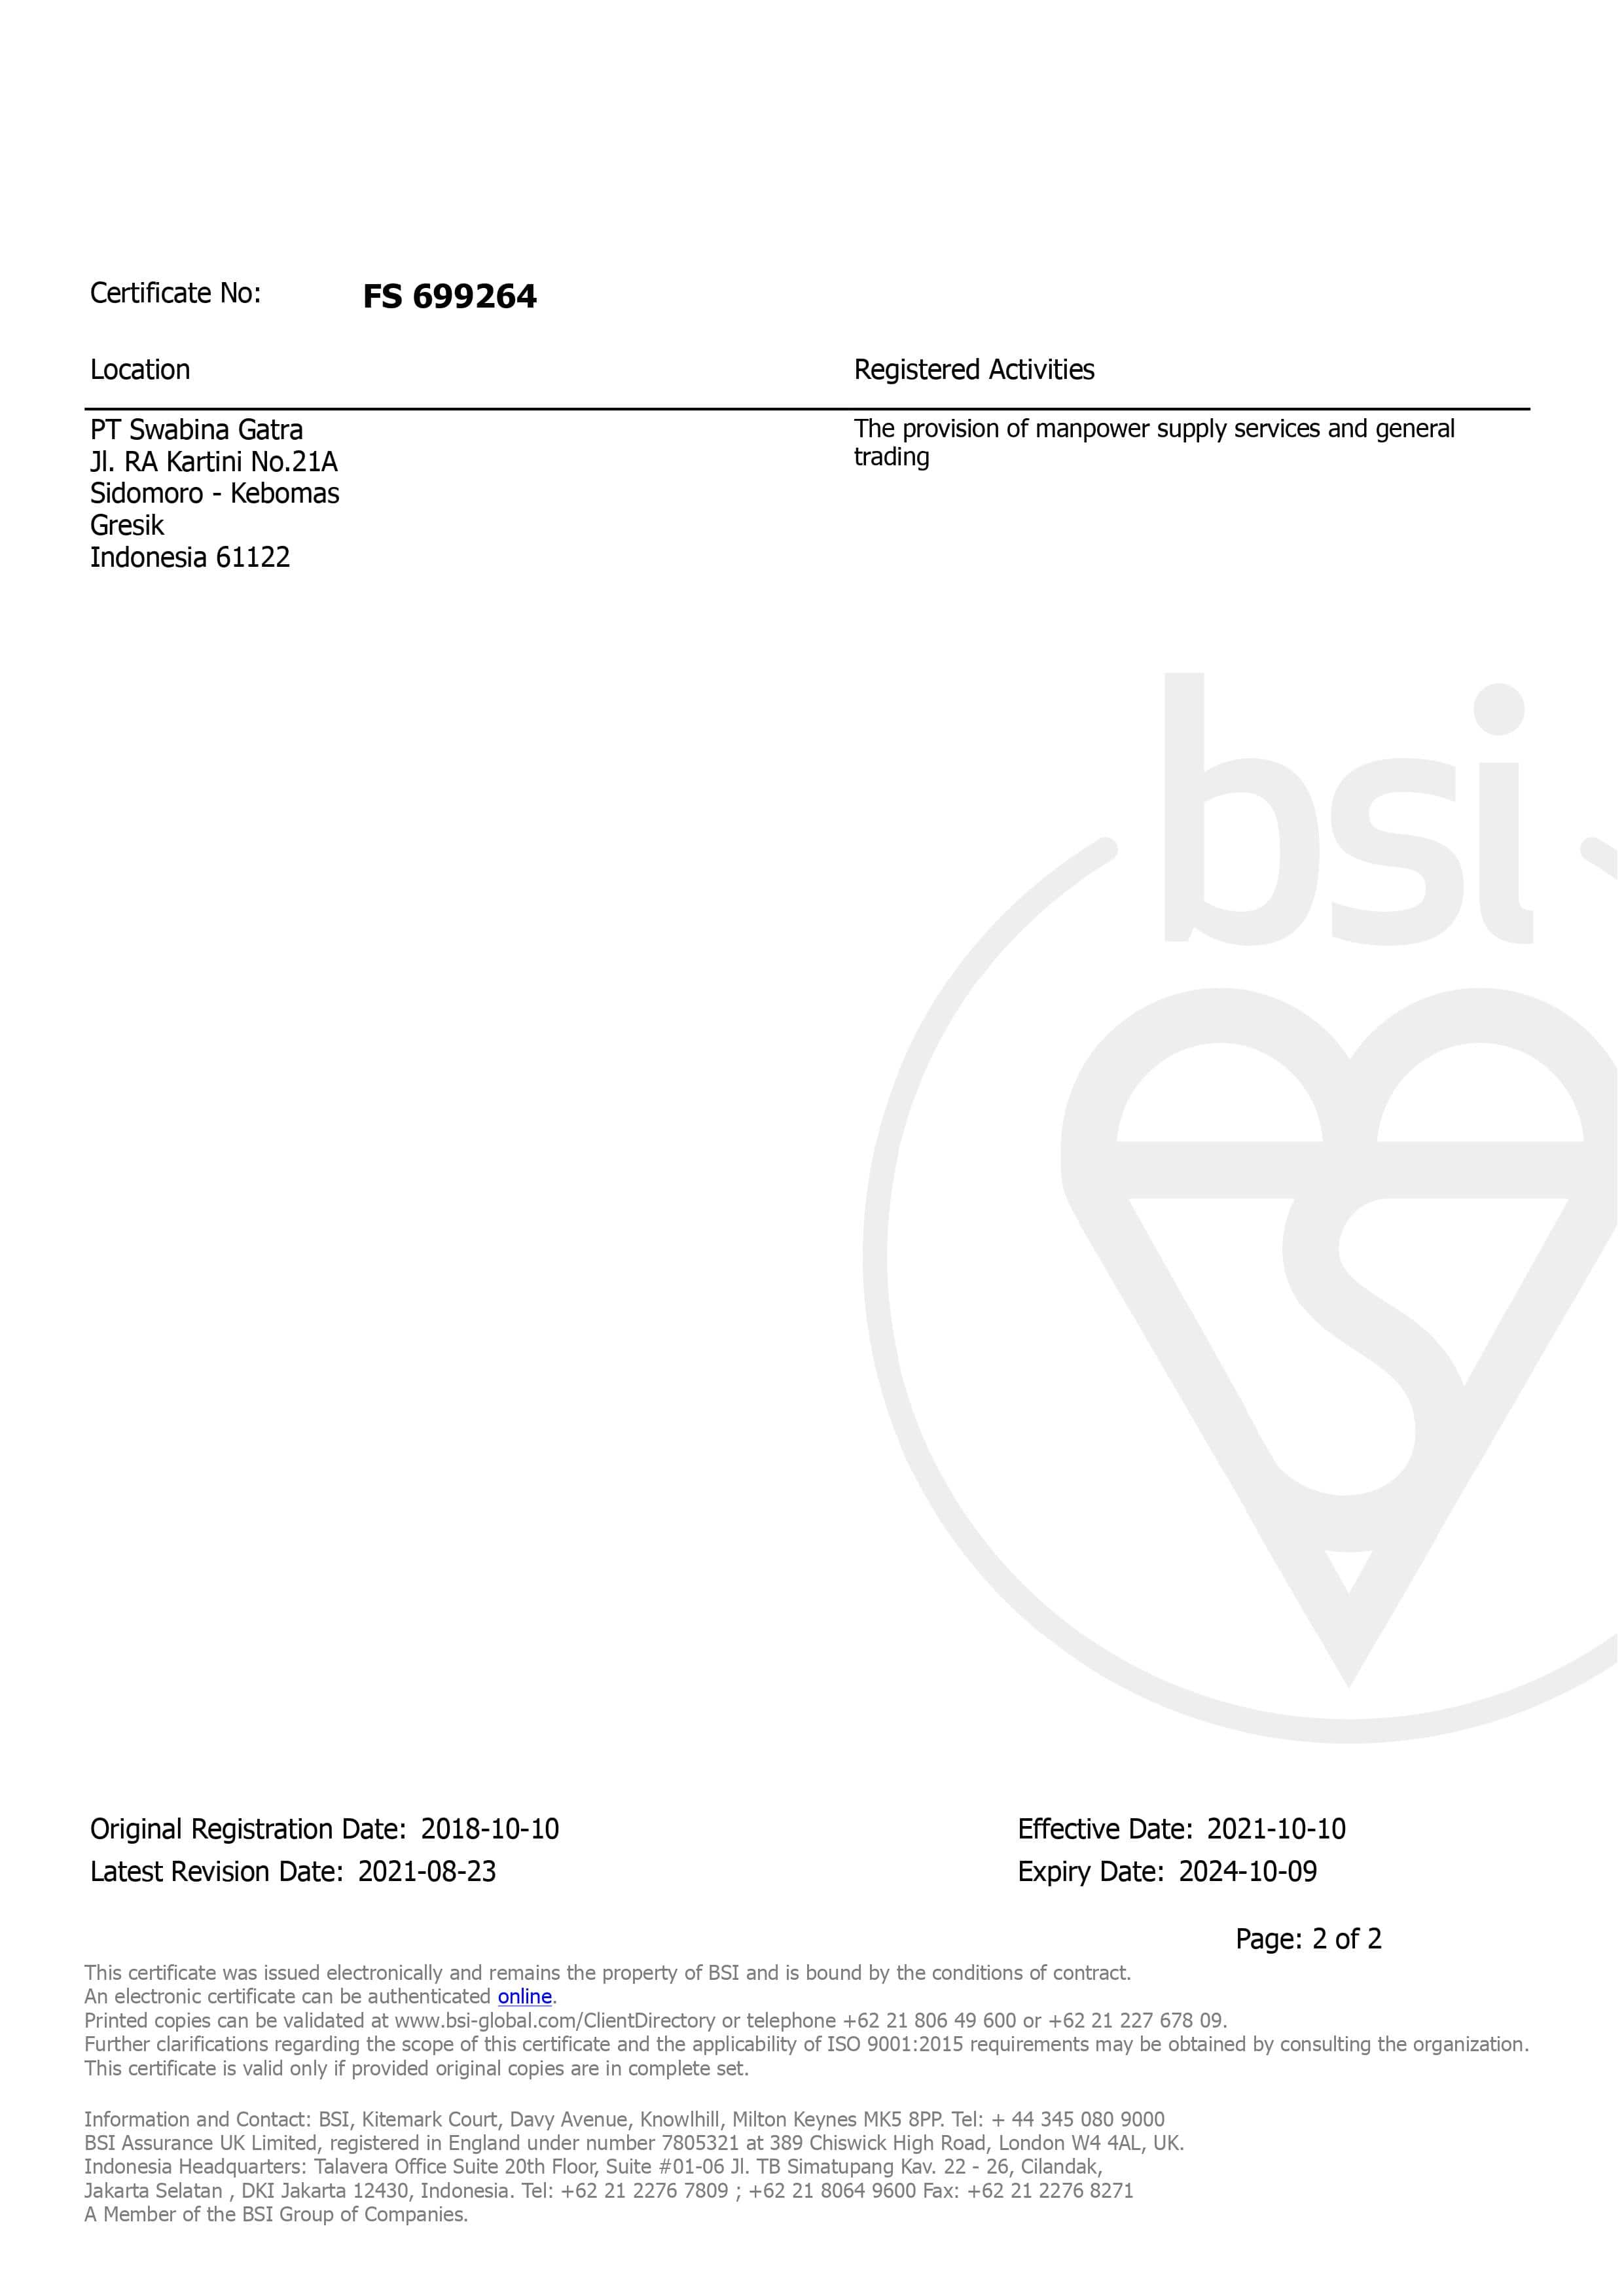 Certificate No: FS 699264
Location Registered Activities
PT Swabina Gatra
Jl. RA Kartini No.21A
Sidomoro - Kebomas
Gresik
Indonesia 61122
The provision of manpower supply services and general
trading
bsi
Original Registration Date: 2018-10-10 Effective Date: 2021-10-10
Latest Revision Date: 2021-08-23 Expiry Date: 2024-10-09
Page: 2 of 2
This certificate was issued electronically and remains the property of BSI and is bound by the conditions of contract.
An electronic certificate can be authenticated online.
Printed copies can be validated at www.bsi-global.com/ClientDirectory or telephone +62 21 806 49 600 or +62 21 227 678 09.
Further clarifications regarding the scope of this certificate and the applicability of ISO 9001:2015 requirements may be obtained by consulting the organization.
This certificate is valid only if provided original copies are in complete set.
Information and Contact: BSI, Kitemark Court, Davy Avenue, Knowlhill, Milton Keynes MK5 8PP. Tel: + 44 345 080 9000
BSI Assurance UK Limited, registered in England under number 7805321 at 389 Chiswick High Road, London W4 4AL, UK.
Indonesia Headquarters: Talavera Office Suite 20th Floor, Suite #01-06 Jl. TB Simatupang Kav. 22 - 26, Cilandak,
Jakarta Selatan , DKI Jakarta 12430, Indonesia. Tel: +62 21 2276 7809 ; +62 21 8064 9600 Fax: +62 21 2276 8271
A Member of the BSI Group of Companies.